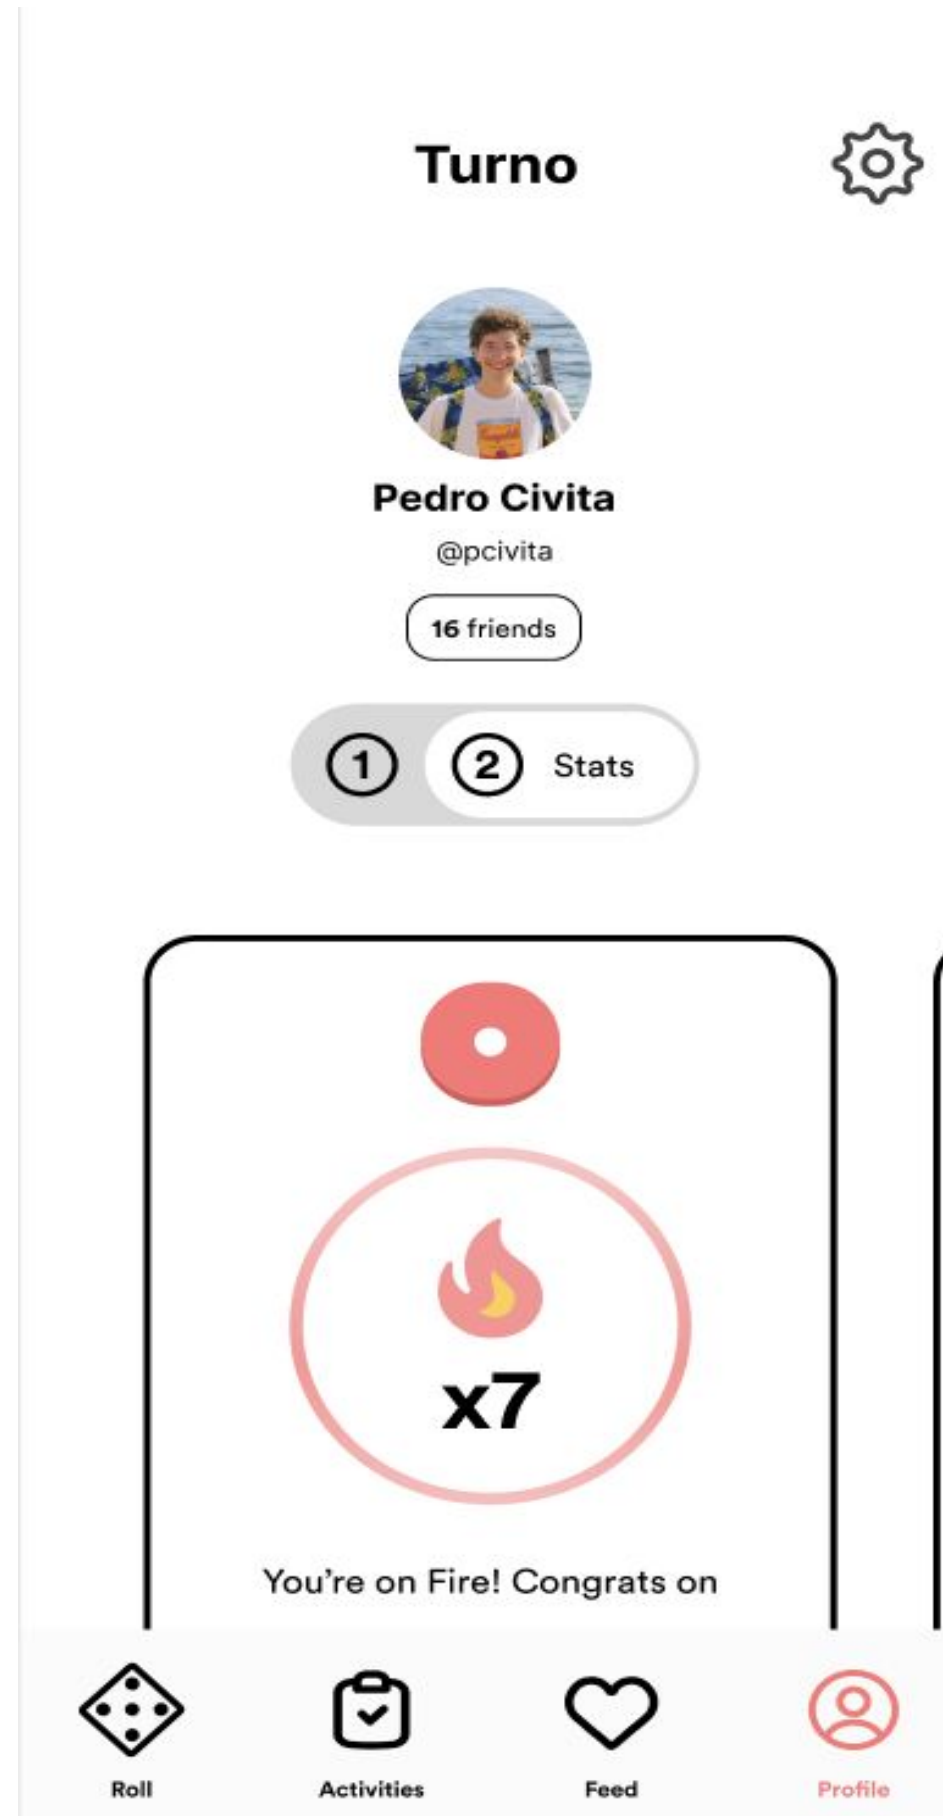 Turno
Pedro Civita
@pcivita
16 friends
1 2 Stats
x7
You're on Fire! Congrats on
Roll Activities Feed Profile